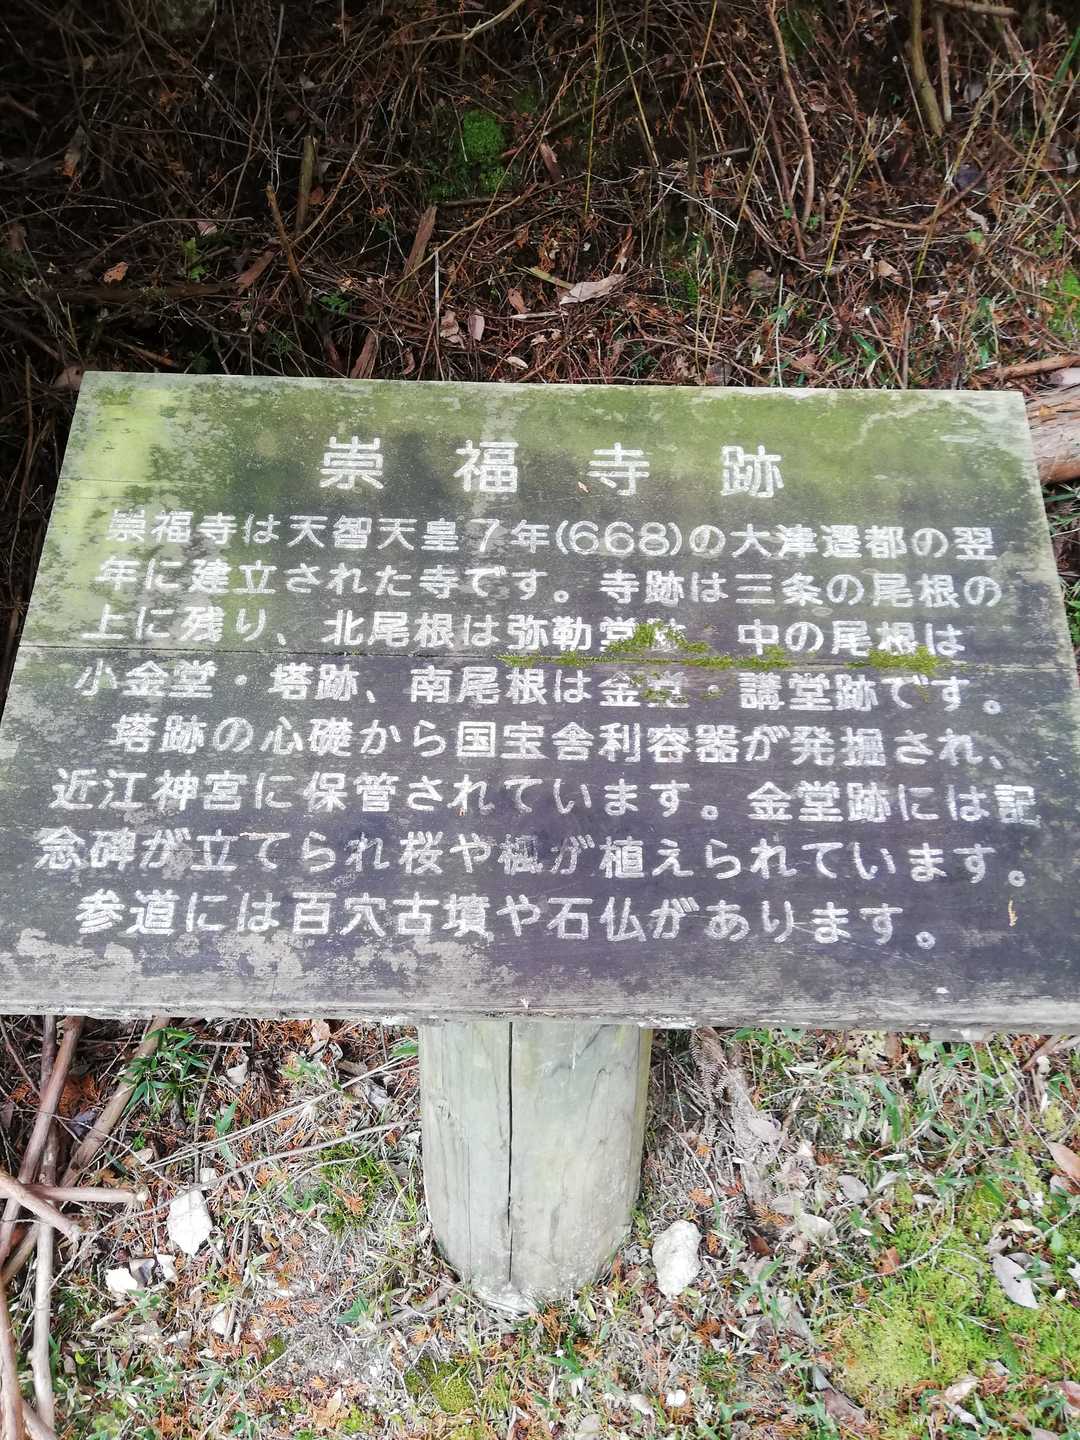 崇福寺跡
崇福寺は天智天皇7年(668)の大津遷都の翌
年に建立された寺です。寺跡は三条の尾根の
上に残り、北尾根は弥勒堂跡、中の尾根は
小金堂・塔跡、南尾根は金堂・講堂跡です。
塔跡の心礎から国宝舎利容器が発掘され、
近江神宮に保管されています。金堂跡には記
念碑が立てられ桜や楓が植えられています。
参道には百穴古墳や石仏があります。